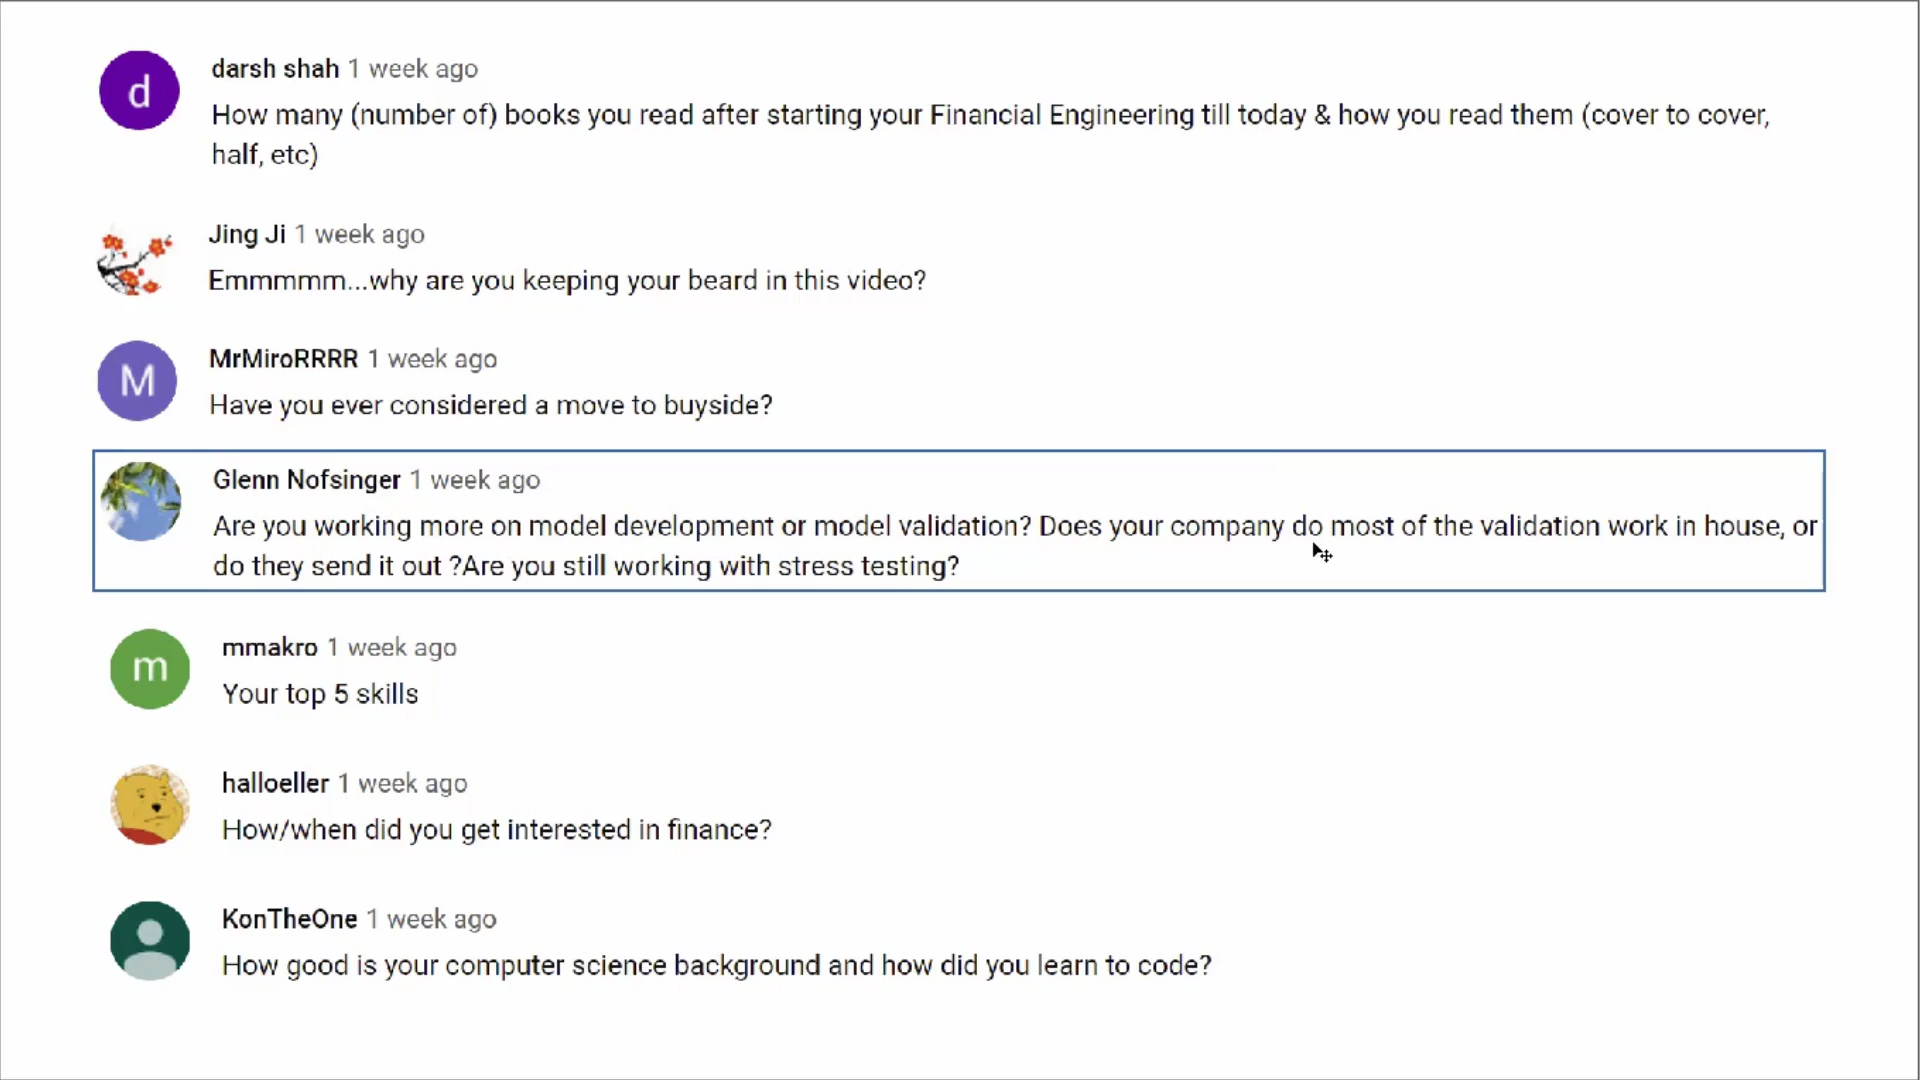 d
darsh shah 1 week ago
How many (number of) books you read after starting your Financial Engineering till today & how you read them (cover to cover,
half, etc)
Jing Ji 1 week ago
Emmmmm...why are you keeping your beard in this video?
M
MrMiroRRRR 1 week ago
Have you ever considered a move to buyside?
Glenn Nofsinger 1 week ago
Are you working more on model development or model validation? Does your company do most of the validation work in house, or
do they send it out ?Are you still working with stress testing?
m
mmakro 1 week ago
Your top 5 skills
halloeller 1 week ago
How/when did you get interested in finance?
KonTheOne 1 week ago
How good is your computer science background and how did you learn to code?